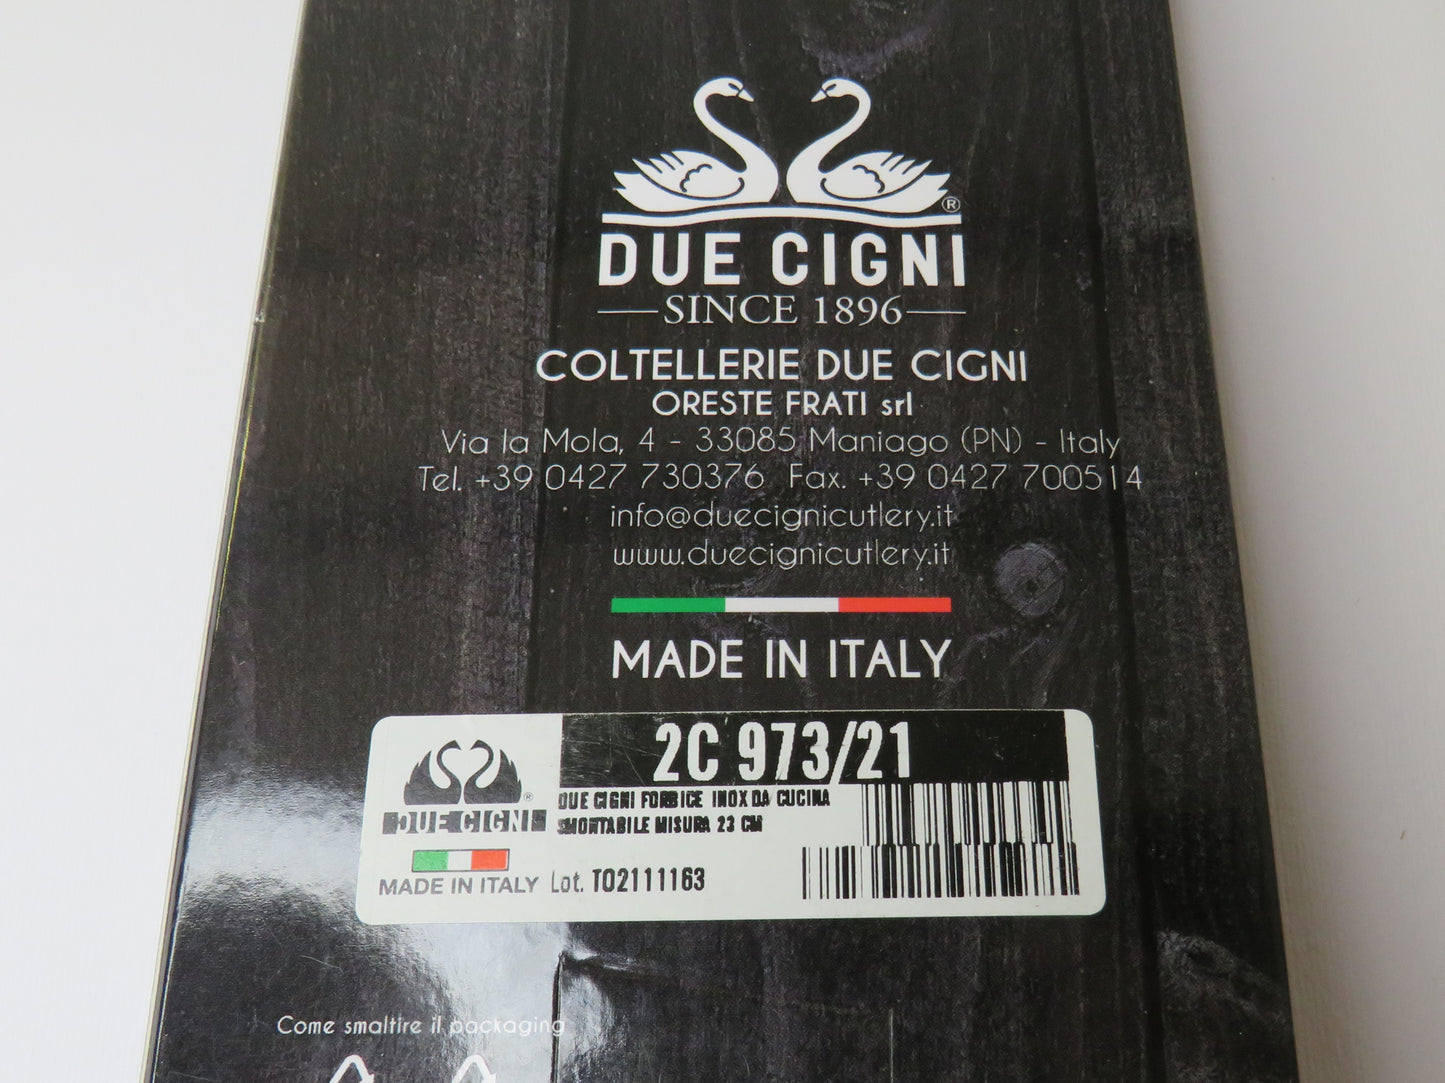 ®
DUE CIGNI
SINCE 1896
COLTELLERIE DUE CIGNI
ORESTE FRATI srl
Via la Mola, 4 - 33085 Maniago (PN) - Italy
Tel. +39 0427 730376 Fax. +39 0427 700514
info@duecignicutlery.it
www.duecignicutlery.it
MADE IN ITALY
2C 973/21
®
DUE CIGNI
DUE CIGNI FORBICE INOX DA CUCINA
SMONTABILE MISURA 23 CM
MADE IN ITALY
Lot. T02111163
Come smaltire il packaging